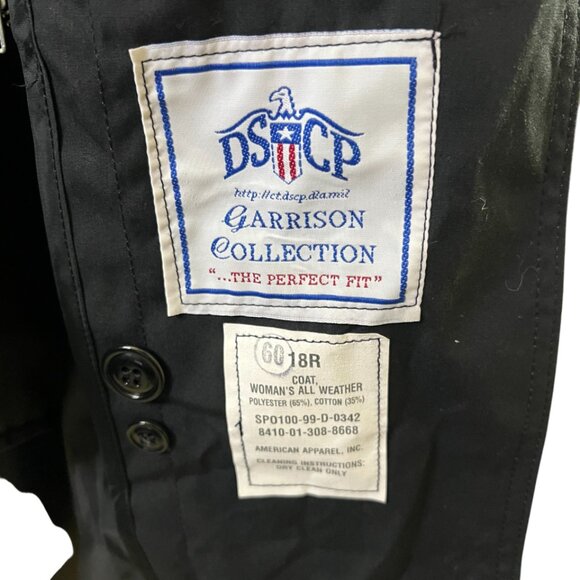 DSCP
http://ct.dscp.dla.mil
GARRISON
COLLECTION
"...THE PERFECT FIT"
60 18R
COAT,
WOMAN'S ALL WEATHER
POLYESTER (65%), COTTON (35%)
SPO100-99-D-0342
8410-01-308-8668
AMERICAN APPAREL, INC.
CLEANING INSTRUCTIONS:
DRY CLEAN ONLY